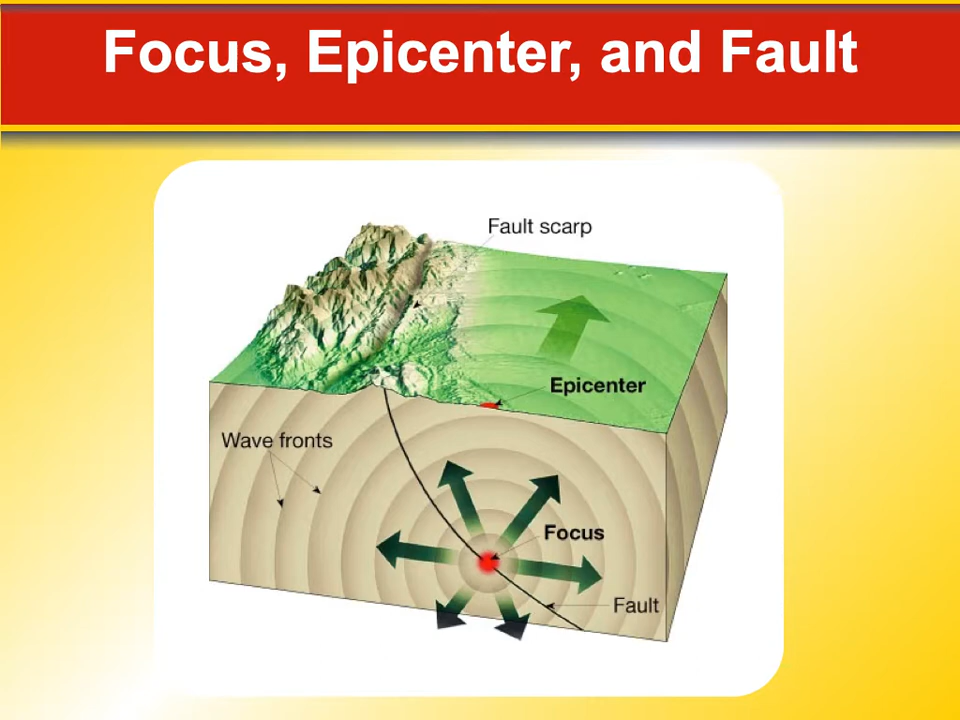 Focus, Epicenter, and Fault
Fault scarp
Epicenter
Wave fronts
Focus
Fault